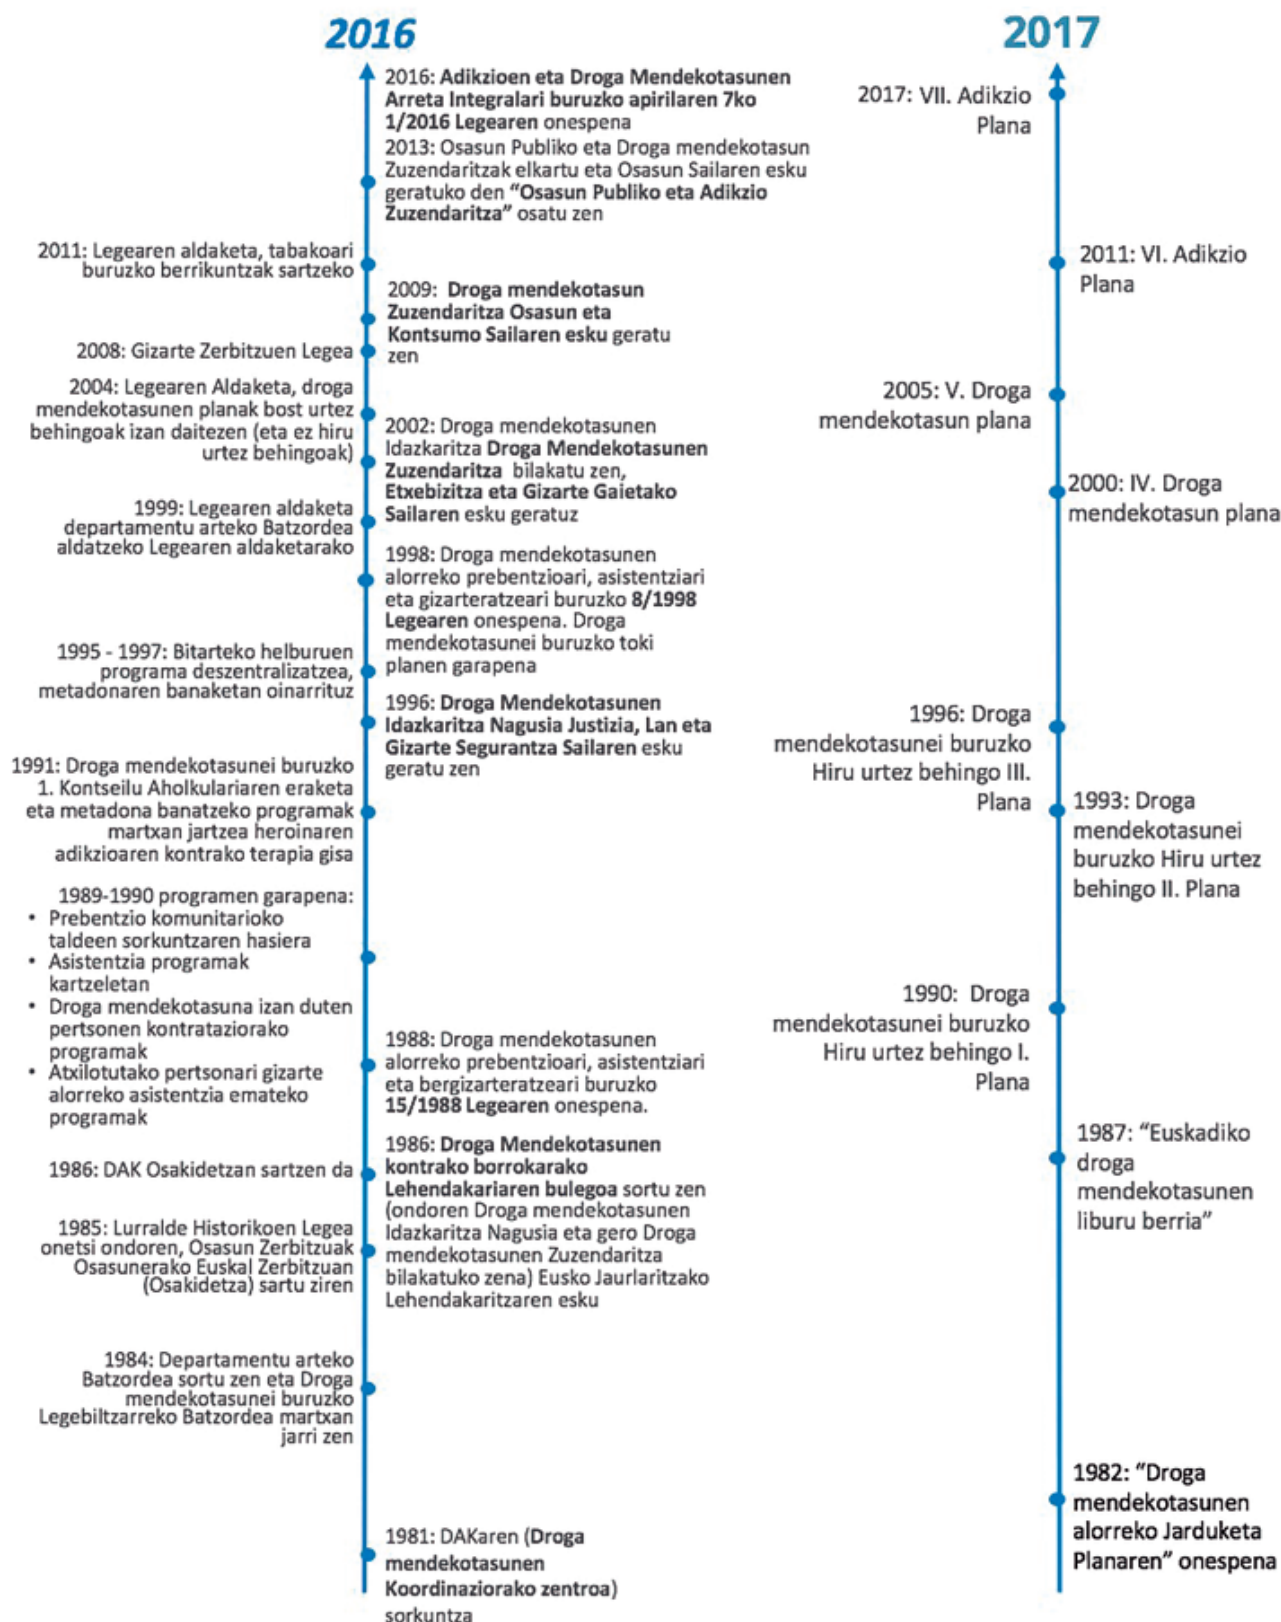 2016
2016: Adikzioen eta Droga Mendekotasunen
Arreta Integralari buruzko apirilaren 7ko
1/2016 Legearen onespena
2013: Osasun Publiko eta Droga mendekotasun
Zuzendaritzak elkartu eta Osasun Sailaren esku
geratuko den “Osasun Publiko eta Adikzio
Zuzendaritza” osatu zen
2011: Legearen aldaketa, tabakoari
buruzko berrikuntzak sartzeko
2009: Droga mendekotasun
Zuzendaritza Osasun eta
Kontsumo Sailaren esku geratu
zen
2008: Gizarte Zerbitzuen Legea
2004: Legearen Aldaketa, droga
mendekotasunen planak bost urtez
behingoak izan daitezen (eta ez hiru
urtez behingoak)
2002: Droga mendekotasunen
Idazkaritza Droga Mendekotasunen
Zuzendaritza bilakatu zen,
Etxebizitza eta Gizarte Gaietako
Sailaren esku geratuz
1999: Legearen aldaketa
departamentu arteko Batzordea
aldatzeko Legearen aldaketarako
1998: Droga mendekotasunen
alorreko prebentzioari, asistentziari
eta gizarteratzeari buruzko 8/1998
Legearen onespena. Droga
mendekotasunei buruzko toki
planen garapena
1995 - 1997: Bitarteko helburuen
programa deszentralizatzea,
metadonaren banaketan oinarrituz
1996: Droga Mendekotasunen
Idazkaritza Nagusia Justizia, Lan eta
Gizarte Segurantza Sailaren esku
geratu zen
1991: Droga mendekotasunei buruzko
1. Kontseilu Aholkulariaren eraketa
eta metadona banatzeko programak
martxan jartzea heroinaren
adikzioaren kontrako terapia gisa
1989-1990 programen garapena:
• Prebentzio komunitarioko
taldeen sorkuntzaren hasiera
• Asistentzia programak
kartzeletan
• Droga mendekotasuna izan duten
pertsonen kontrataziorako
programak
• Atxilotutako pertsonari gizarte
alorreko asistentzia emateko
programak
1988: Droga mendekotasunen
alorreko prebentzioari, asistentziari
eta bergizarteratzeari buruzko
15/1988 Legearen onespena.
1986: DAK Osakidetzan sartzen da
1986: Droga Mendekotasunen
kontrako borrokarako
Lehendakariaren bulegoa sortu zen
(ondoren Droga mendekotasunen
Idazkaritza Nagusia eta gero Droga
mendekotasunen Zuzendaritza
bilakatuko zena) Eusko Jaurlaritzako
Lehendakaritzaren esku
1985: Lurralde Historikoen Legea
onetsi ondoren, Osasun Zerbitzuak
Osasunerako Euskal Zerbitzuan
(Osakidetza) sartu ziren
1984: Departamentu arteko
Batzordea sortu zen eta Droga
mendekotasunei buruzko
Legebiltzarreko Batzordea martxan
jarri zen
1981: DAKaren (Droga
mendekotasunen
Koordinaziorako zentroa)
sorkuntza
2017
2017: VII. Adikzio
Plana
2011: VI. Adikzio
Plana
2005: V. Droga
mendekotasun plana
2000: IV. Droga
mendekotasun plana
1996: Droga
mendekotasunei buruzko
Hiru urtez behingo III.
Plana
1993: Droga
mendekotasunei
buruzko Hiru urtez
behingo II. Plana
1990: Droga
mendekotasunei buruzko
Hiru urtez behingo I.
Plana
1987: “Euskadiko
droga
mendekotasunen
liburu berria”
1982: “Droga
mendekotasunen
alorreko Jarduketa
Planaren” onespena